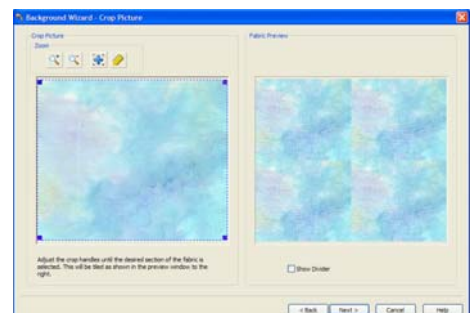 Background Wizard - Crop Picture
Crop Picture
Zoom
Fabric Preview
Adjust the crop handles until the desired section of the fabric is
selected. This will be tiled as shown in the preview window to the
right.
Show Divider
< Back
Next >
Cancel
Help